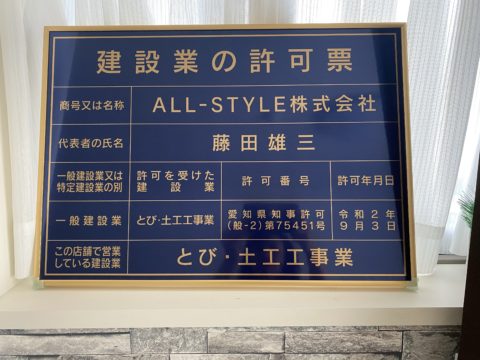 建設業の許可票
商号又は名称
ALL-STYLE株式会社
代表者の氏名
藤田雄三
一般建設業又は
特定建設業の別
許可を受けた
建設業
許可番号
許可年月日
一般建設業
とび・土工工事業
愛知県知事許可
(般-2)第75451号
令和2年
9月3日
この店舗で営業
している建設業
とび・土工工事業